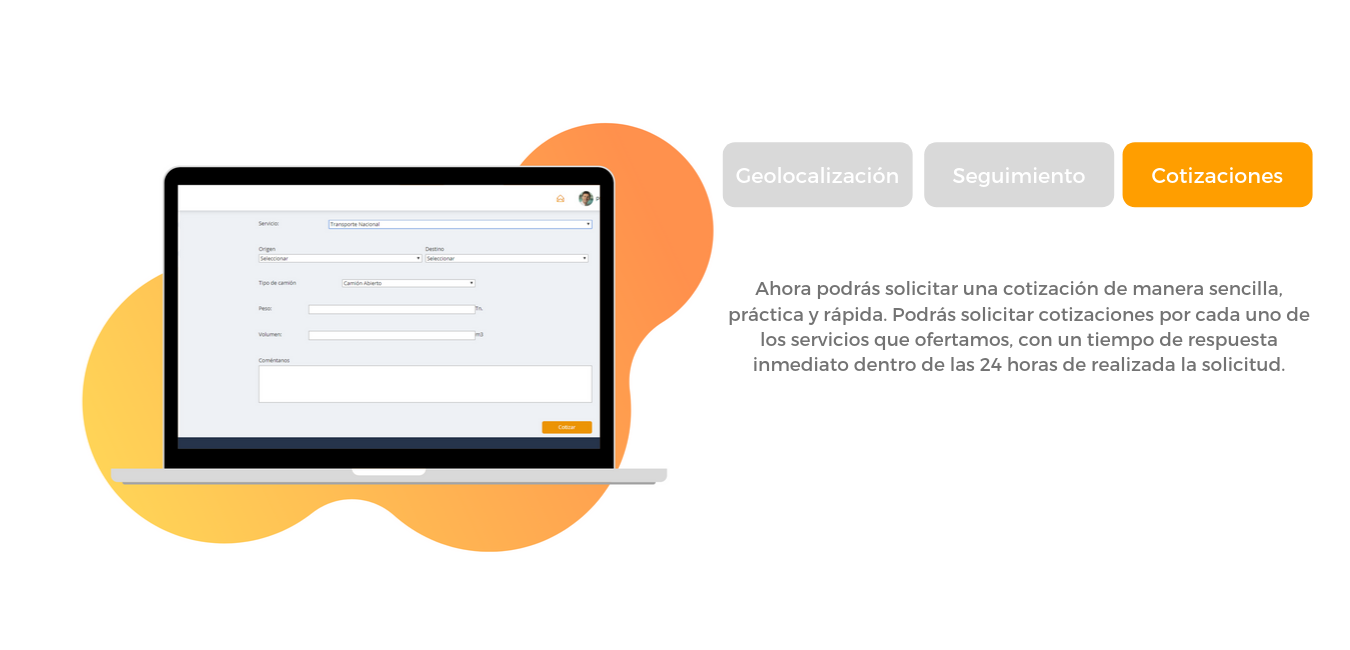 Geolocalización
Seguimiento
Cotizaciones
Ahora podrás solicitar una cotización de manera sencilla,
práctica y rápida. Podrás solicitar cotizaciones por cada uno de
los servicios que ofertamos, con un tiempo de respuesta
inmediato dentro de las 24 horas de realizada la solicitud.
P
Servicio:
Transporte Nacional
Origen
Destino
Seleccionar
Seleccionar
Tipo de camión
Camión Abierto
Peso:
Tn.
Volumen:
m3
Coméntanos
Cotizar